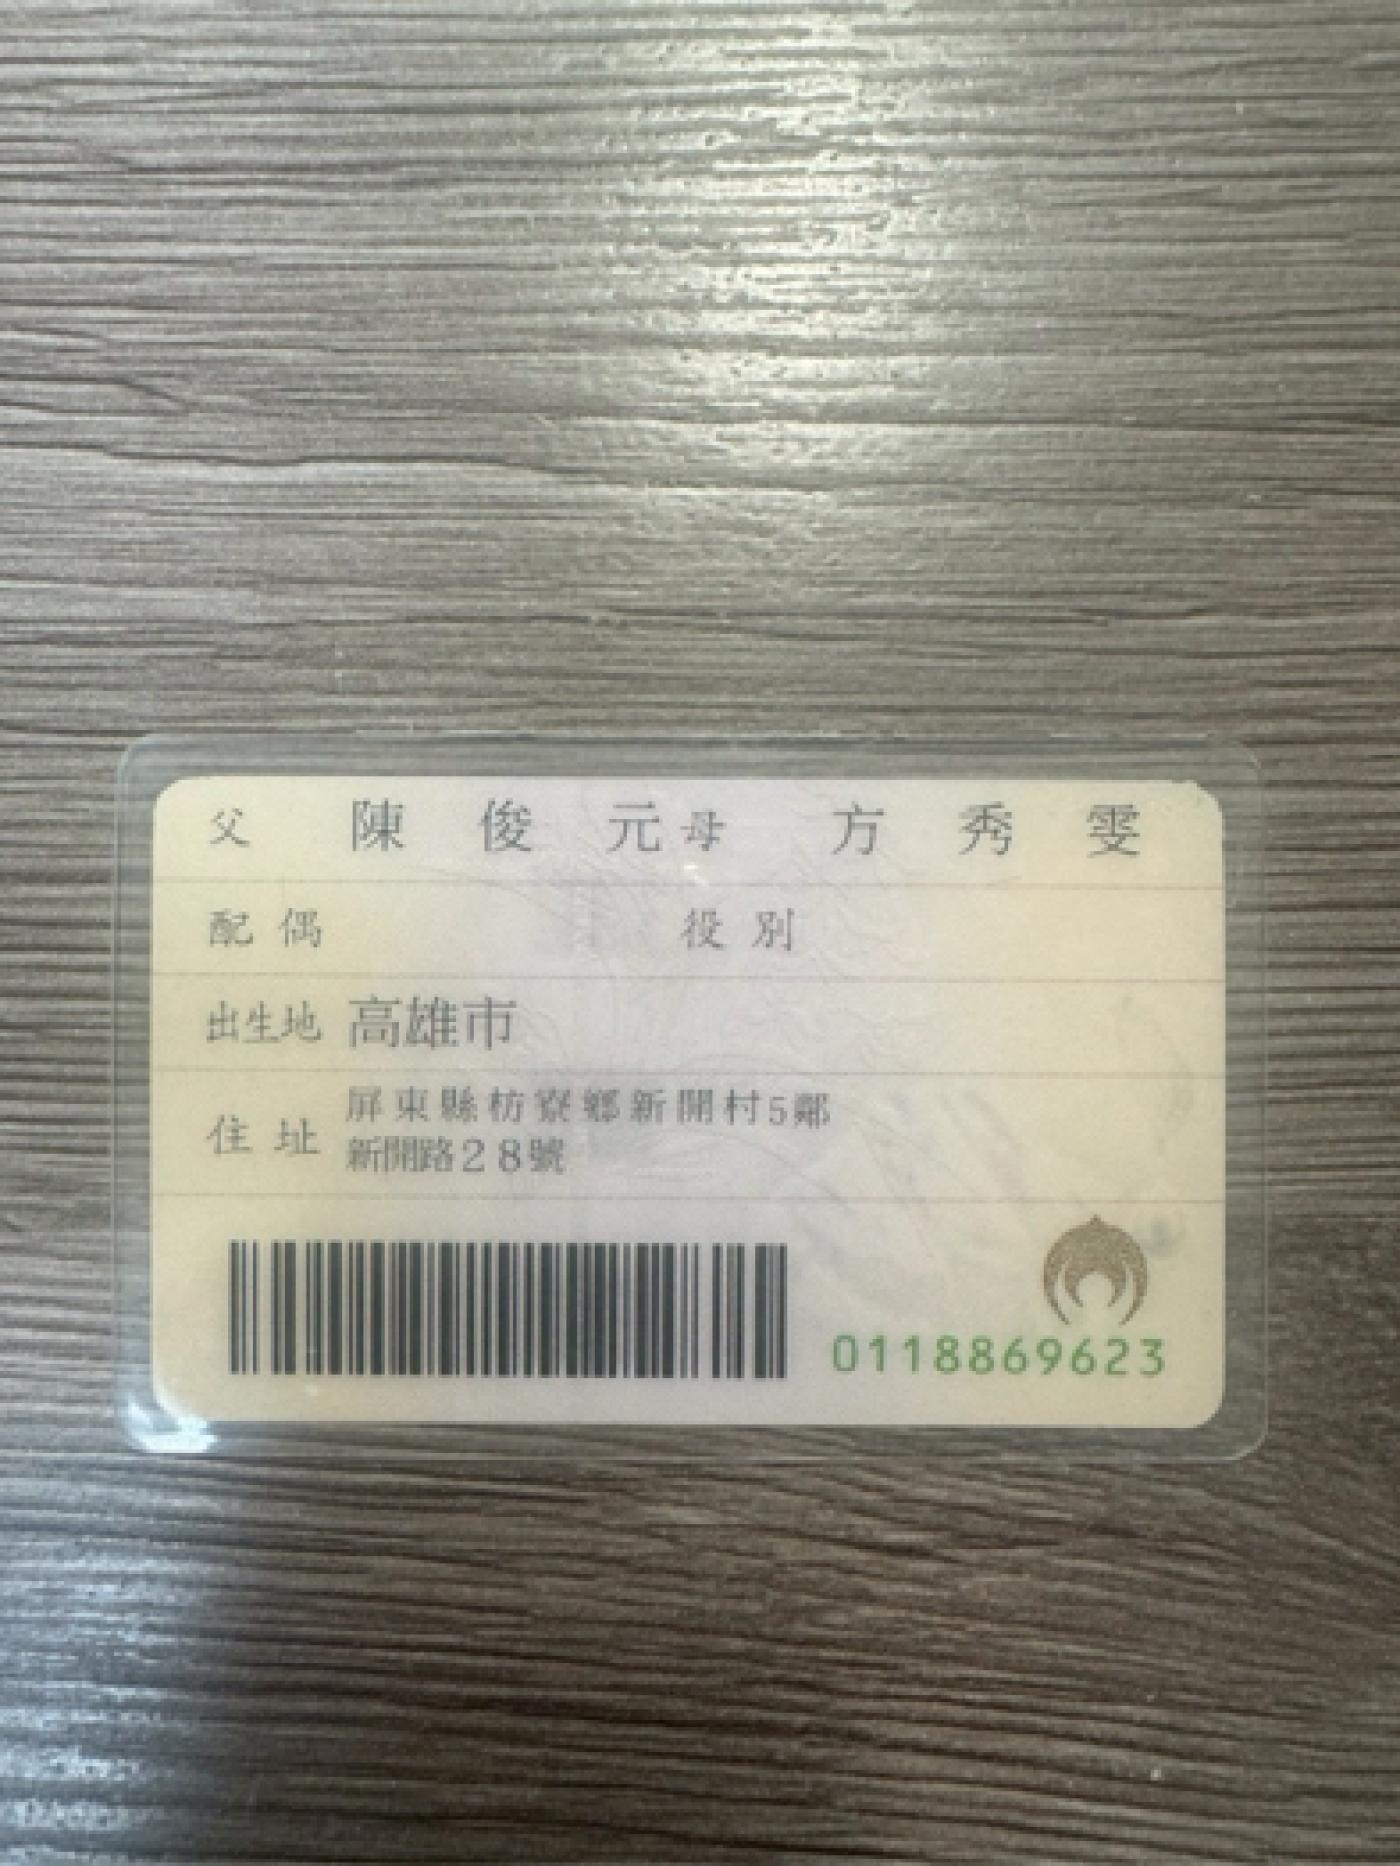 父 陳俊元 母 方秀雯
配偶 役別
出生地 高雄市
住址 屏東縣枋寮鄉新開村5鄰
新開路28號
0118869623